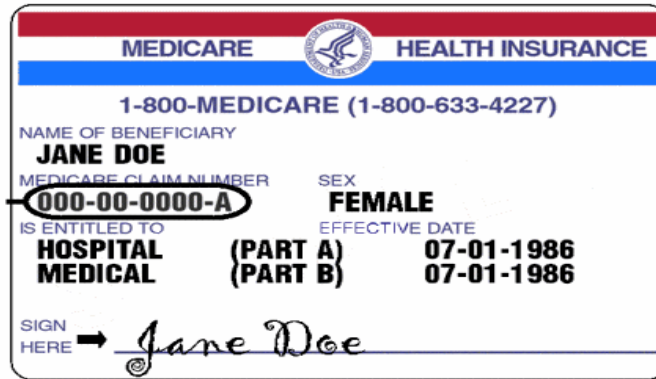 MEDICARE HEALTH INSURANCE
1-800-MEDICARE (1-800-633-4227)
NAME OF BENEFICIARY
JANE DOE
MEDICARE CLAIM NUMBER SEX
000-00-0000-A FEMALE
IS ENTITLED TO EFFECTIVE DATE
HOSPITAL (PART A) 07-01-1986
MEDICAL (PART B) 07-01-1986
SIGN
HERE Jane Doe